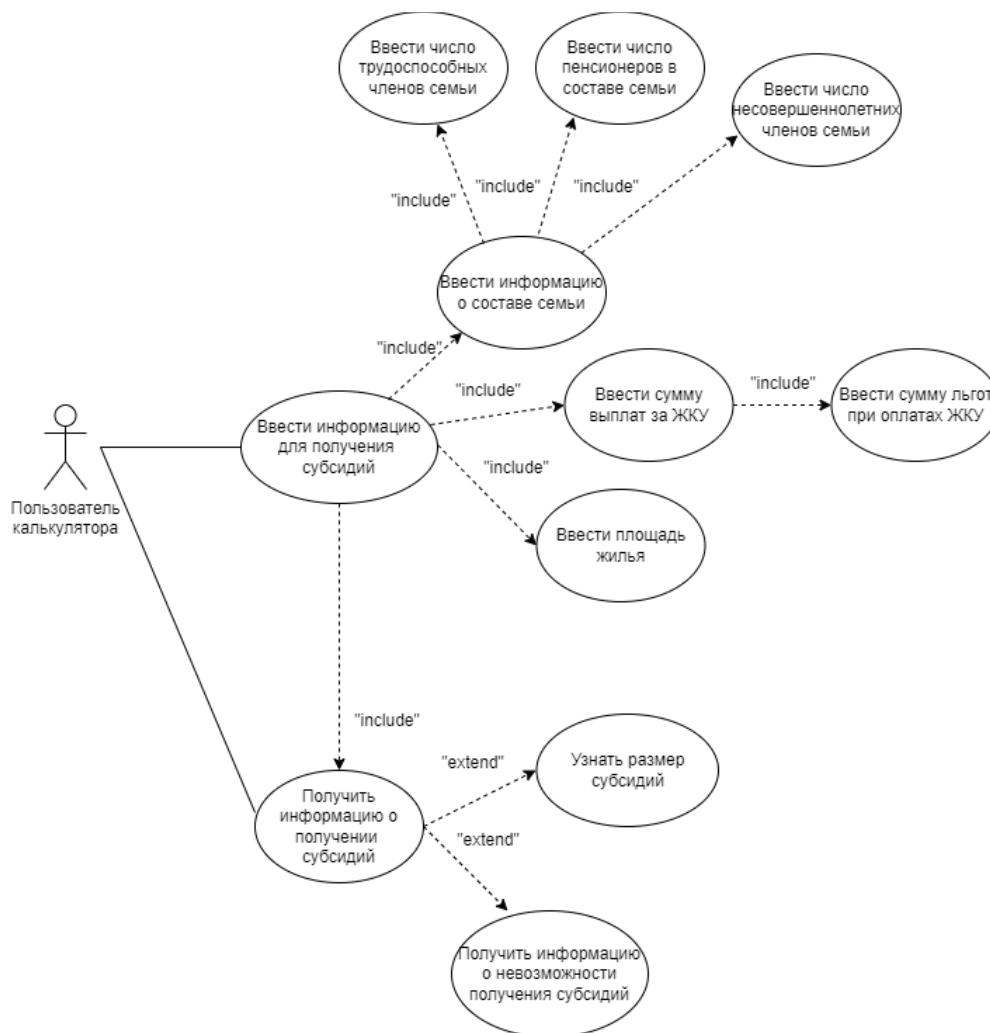 Ввести число
трудоспособных
членов семьи
Ввести число
пенсионеров в
составе семьи
Ввести число
несовершеннолетних
членов семьи
"include"
"include"
"include"
Ввести информацию
о составе семьи
"include"
"include"
Ввести сумму
выплат за ЖКУ
"include"
Ввести сумму льгот
при оплатах ЖКУ
Ввести информацию
для получения
субсидий
"include"
Пользователь
калькулятора
Ввести площадь
жилья
"include"
Получить
информацию о
получении
субсидий
"extend"
Узнать размер
субсидий
"extend"
Получить информацию
о невозможности
получения субсидий